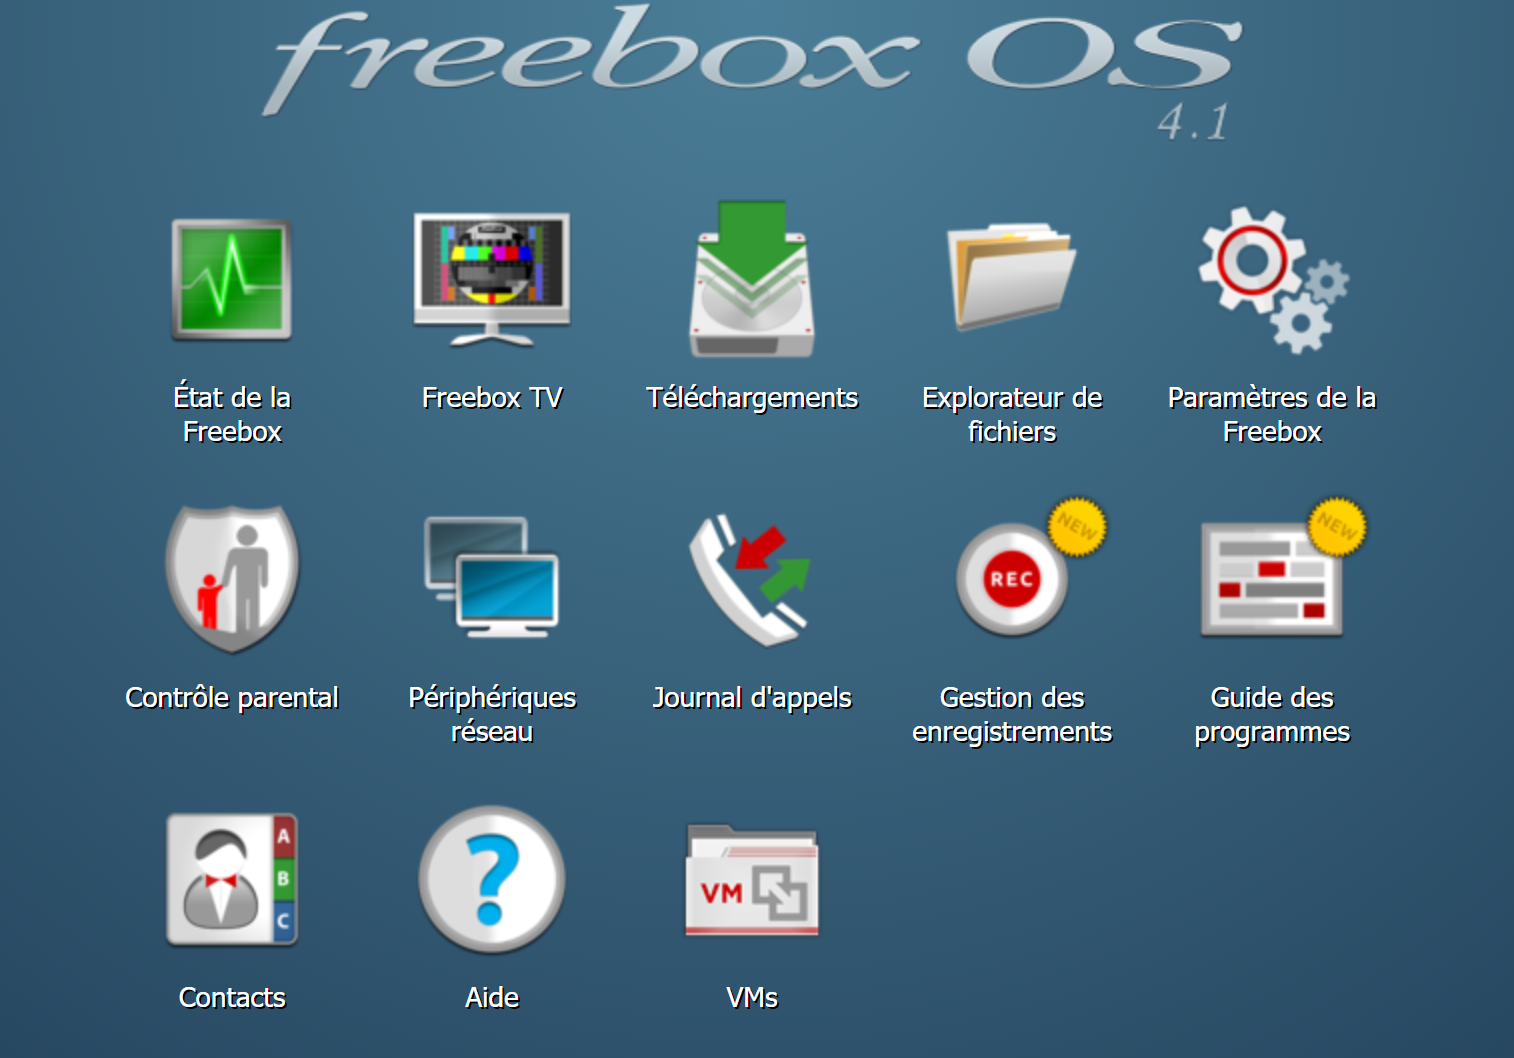 freebox OS
4.1
État de la
Freebox
Freebox TV
Téléchargements
Explorateur de
fichiers
Paramètres de la
Freebox
NEW
REC
NEW
Contrôle parental
Périphériques
réseau
Journal d'appels
Gestion des
enregistrements
Guide des
programmes
A
B
C
?
VM
Contacts
Aide
VMs